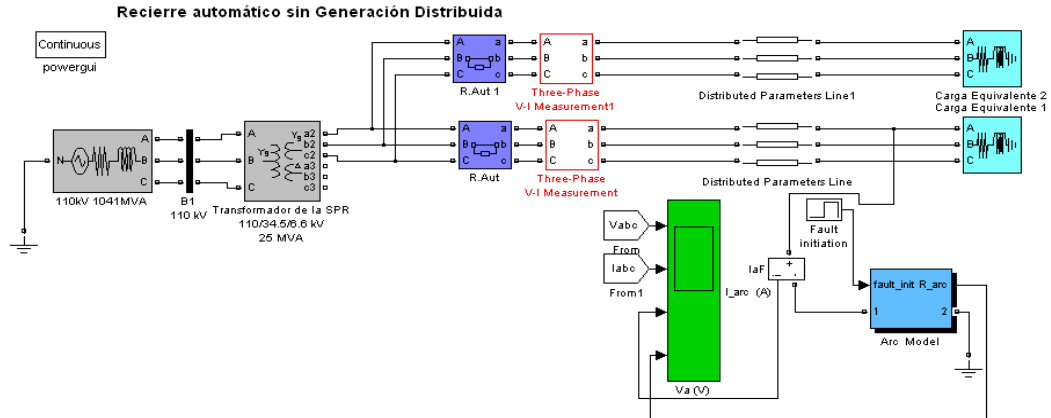 Recierre automático sin Generación Distribuida
Continuous
powergui
A a
B b
C c
R.Aut 1
A a
B b
C c
Three-Phase
V-I Measurement1
Distributed Parameters Line1
A
B
C
Carga Equivalente 2
Carga Equivalente 1
N A
B
C
110kV 1041MVA
B1
110 kV
A Yg a2
b2
Yg c2
B Δ a3
b3
C c3
Transformador de la SPR
110/34.5/6.6 kV
25 MVA
A a
B b
C c
R.Aut
A a
B b
C c
Three-Phase
V-I Measurement
Distributed Parameters Line
A
B
C
Vabc
From
Iabc
From1
Va (V)
Fault
initiation
IaF
+
-
i
I_arc (A)
fault_init R_arc
1 2
Arc Model